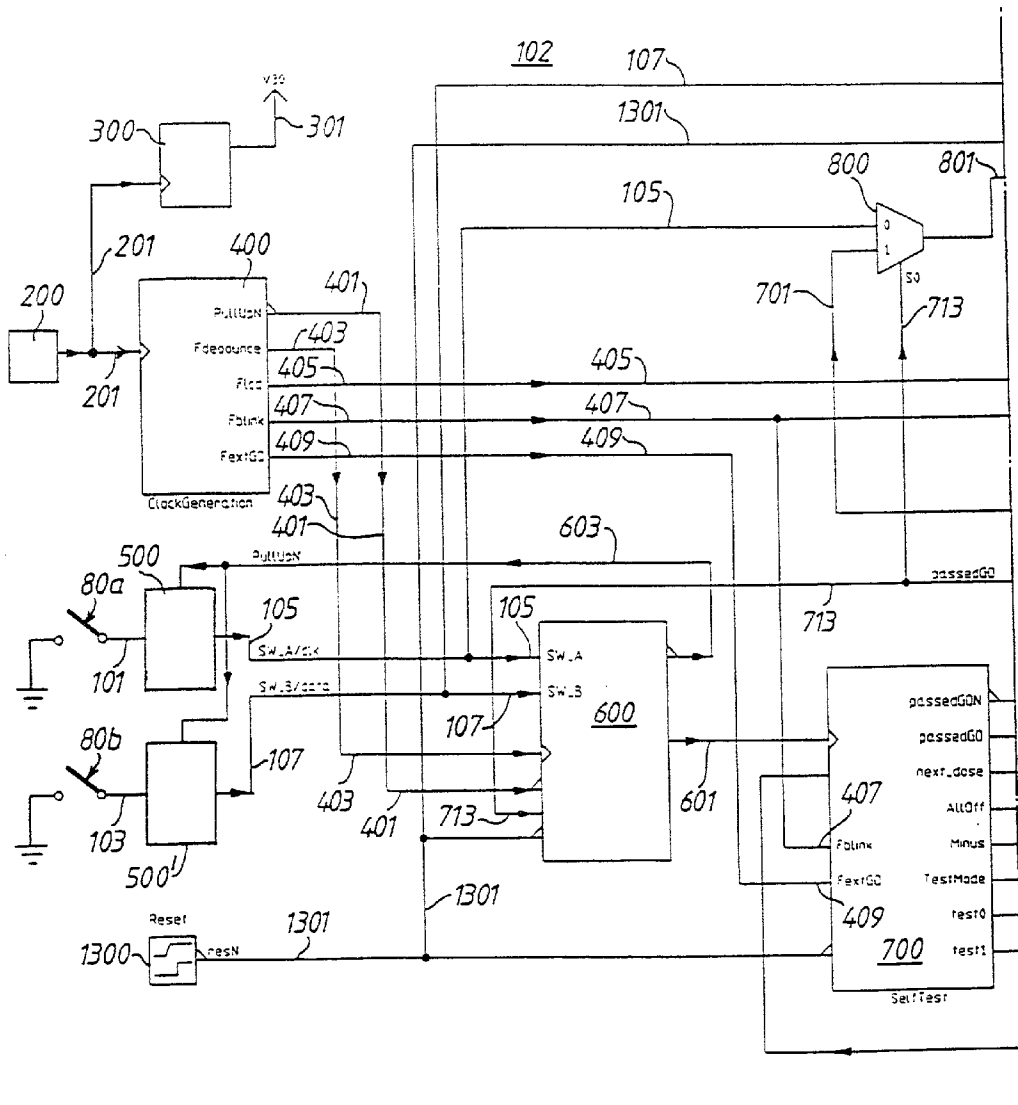 102
107
V30
301
300
1301
800
801
105
0
1
S0
201
400
401
701
713
200
PullUpN
403
Fdebounce
405
405
Flcd
201
407
Fblink
407
409
FextGO
409
ClockGeneration
403
401
603
500
PullUpN
80a
passedGO
713
105
105
SW_A/clk
SW_A
101
SW_B/data
SW_B
107
600
passedGON
80b
passedGO
107
next_dose
103
403
601
407
AllOff
401
713
Fblink
Minus
500'
FextGO
TestMode
1301
409
Reset
test0
1300
resN
1301
700
test1
SelfTest